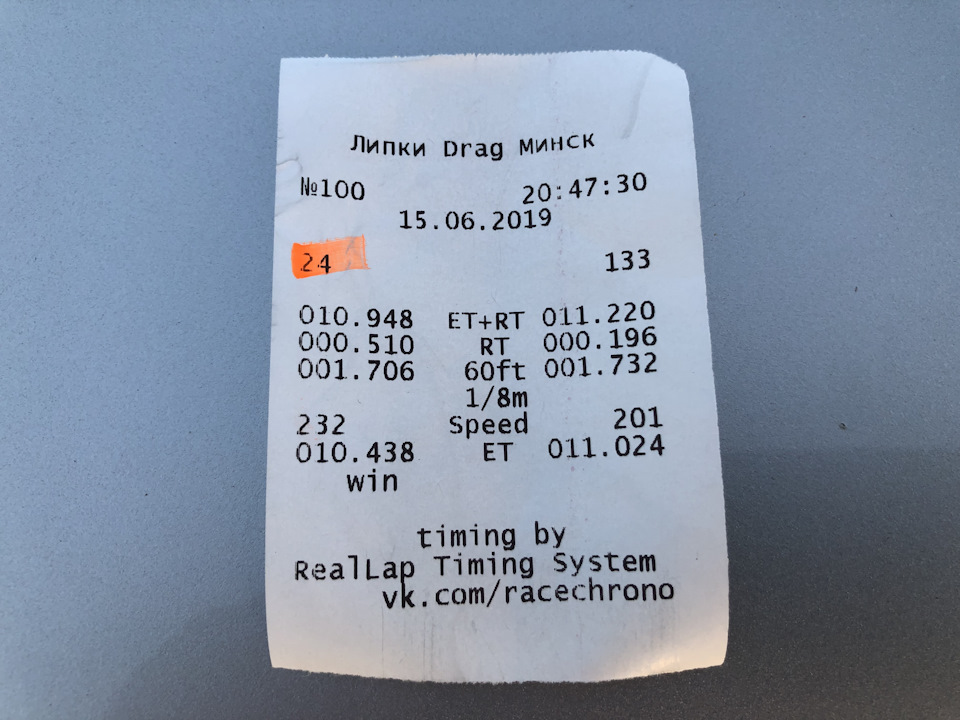 Липки Drag Минск
№100 20:47:30
15.06.2019
24 133
010.948 ET+RT 011.220
000.510 RT 000.196
001.706 60ft 001.732
1/8m
232 Speed 201
010.438 ET 011.024
win
timing by
RealLap Timing System
vk.com/racechrono